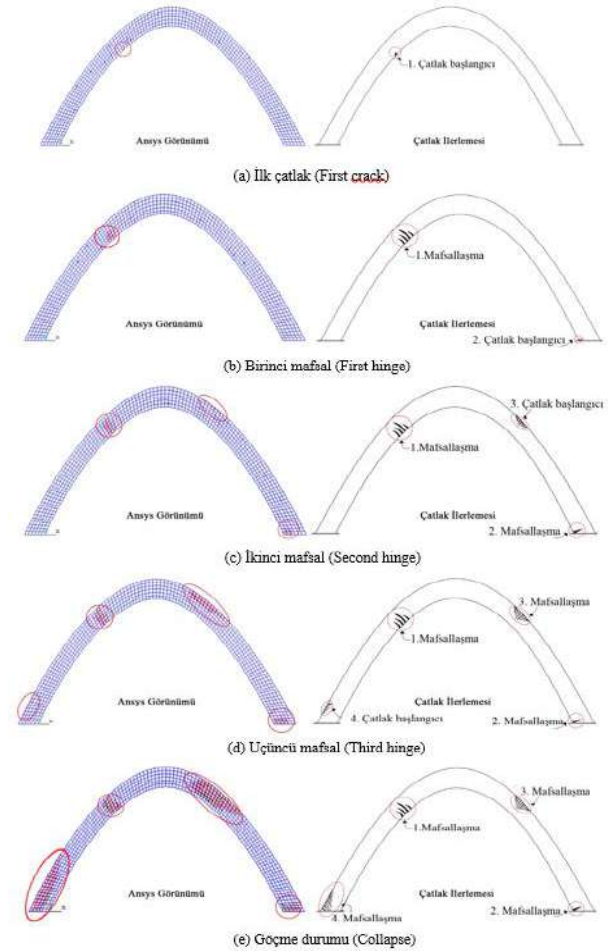 1. Çatlak başlangıcı
Ansys Görünümü
Çatlak İlerlemesi
(a) İlk çatlak (First crack)
1.Mafsallaşma
Ansys Görünümü
Çatlak İlerlemesi
2. Çatlak başlangıcı
(b) Birinci mafsal (First hinge)
3. Çatlak başlangıcı
1.Mafsallaşma
Ansys Görünümü
Çatlak İlerlemesi
2. Mafsallaşma
(c) İkinci mafsal (Second hinge)
3. Mafsallaşma
1.Mafsallaşma
Ansys Görünümü
Çatlak İlerlemesi
4. Çatlak başlangıcı
2. Mafsallaşma
(d) Uçüncü mafsal (Third hinge)
3. Mafsallaşma
1.Mafsallaşma
Ansys Görünümü
Çatlak İlerlemesi
4. Mafsallaşma
2. Mafsallaşma
(e) Göçme durumu (Collapse)